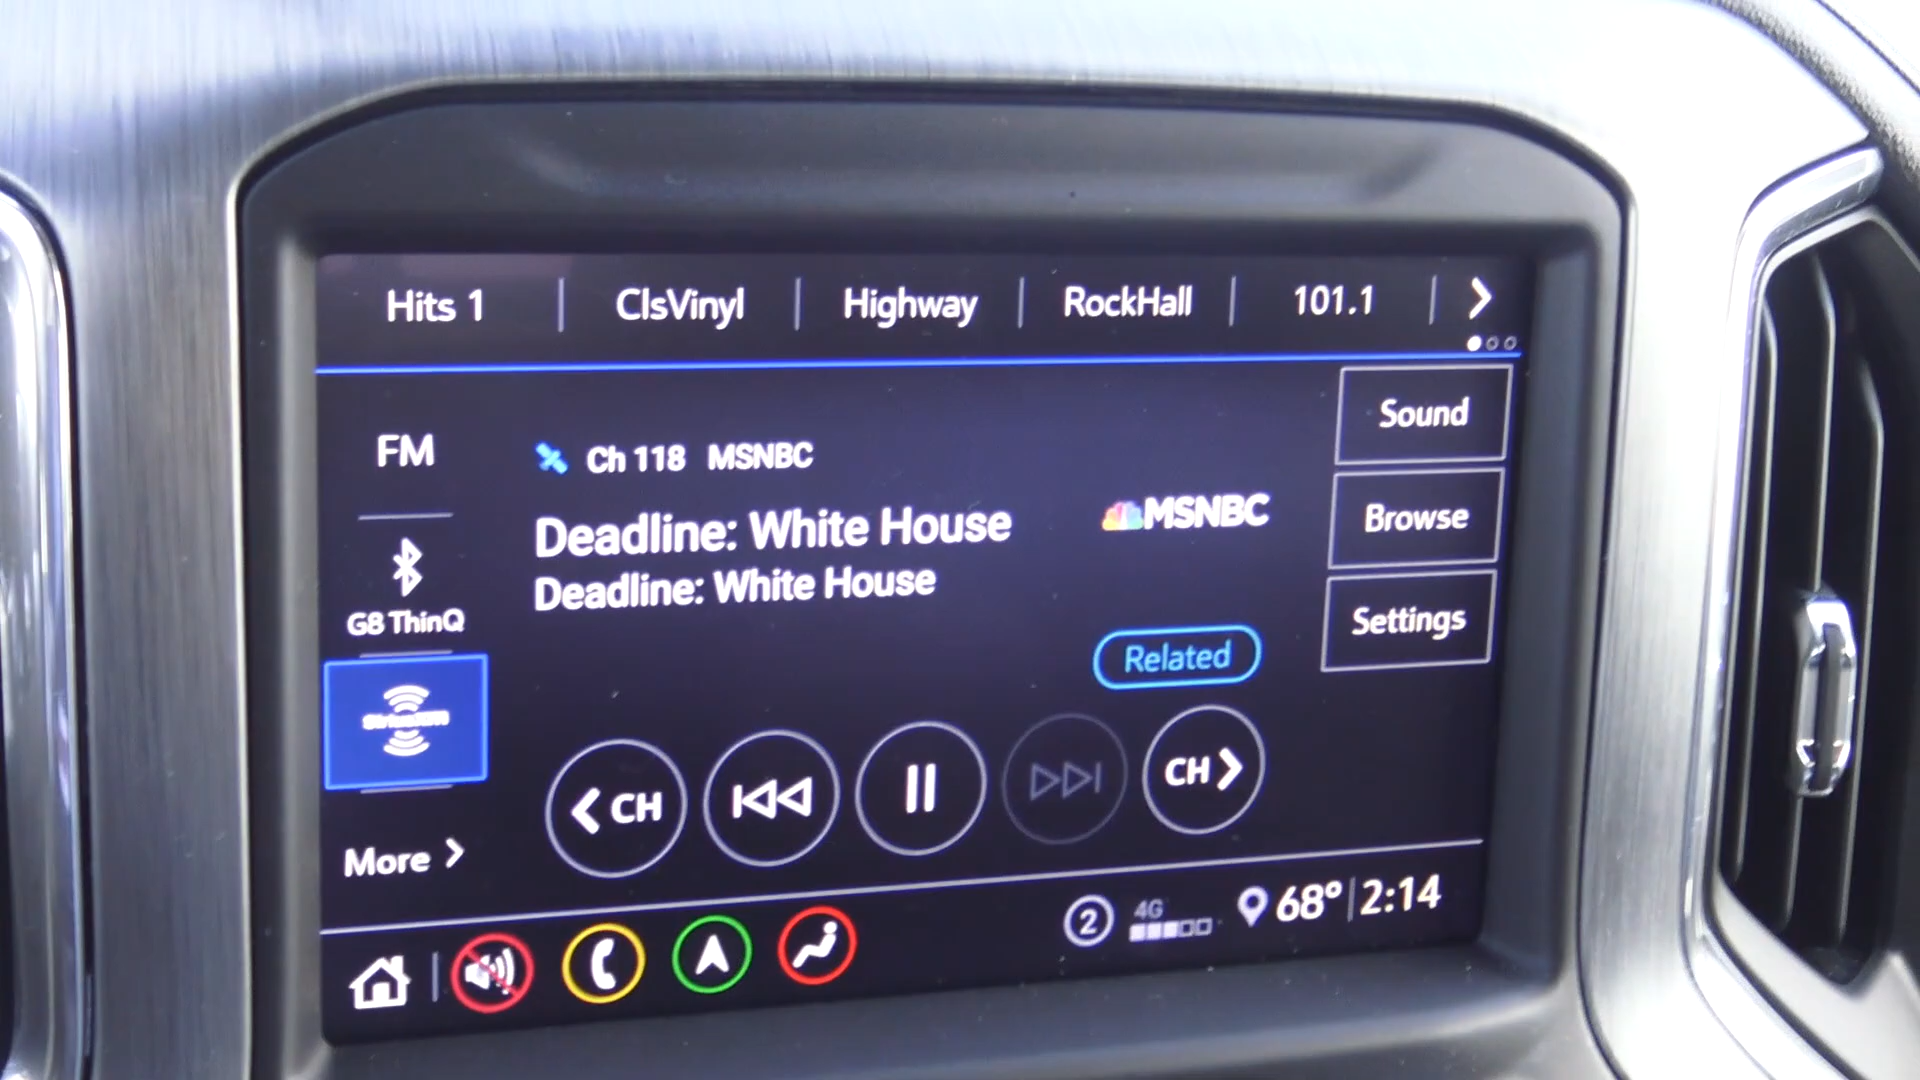 Hits 1
ClsVinyl
Highway
RockHall
101.1
FM
G8 ThinQ
SiriusXM
More
Ch 118 MSNBC
Deadline: White House
Deadline: White House
MSNBC
Related
Sound
Browse
Settings
CH
CH
2
4G
68° 2:14